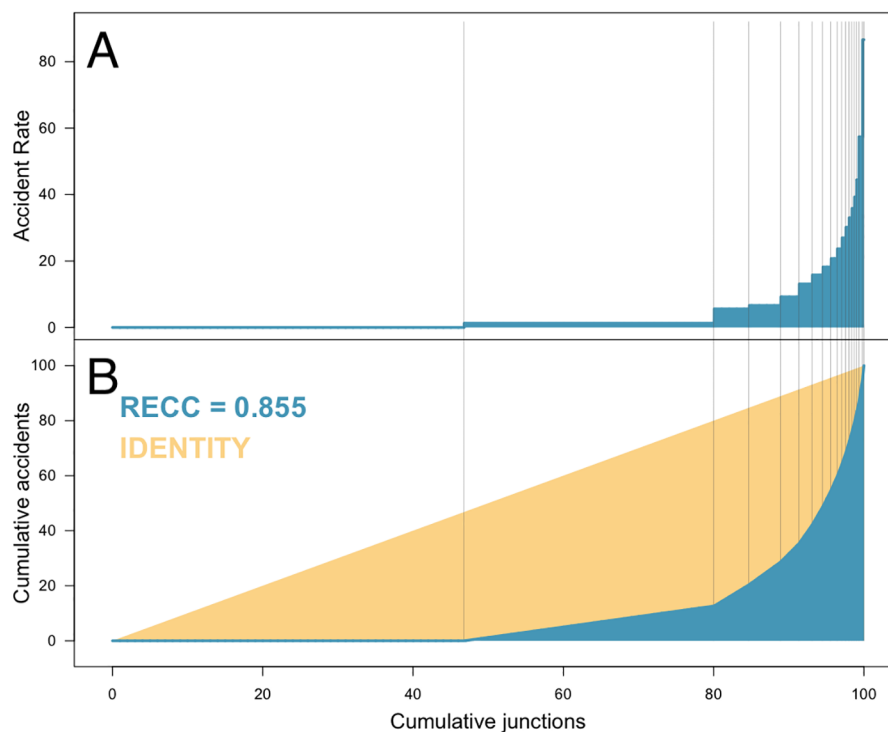 A
Accident Rate
80
60
40
20
0
B
RECC = 0.855
IDENTITY
Cumulative accidents
100
80
60
40
20
0
0 20 40 60 80 100
Cumulative junctions